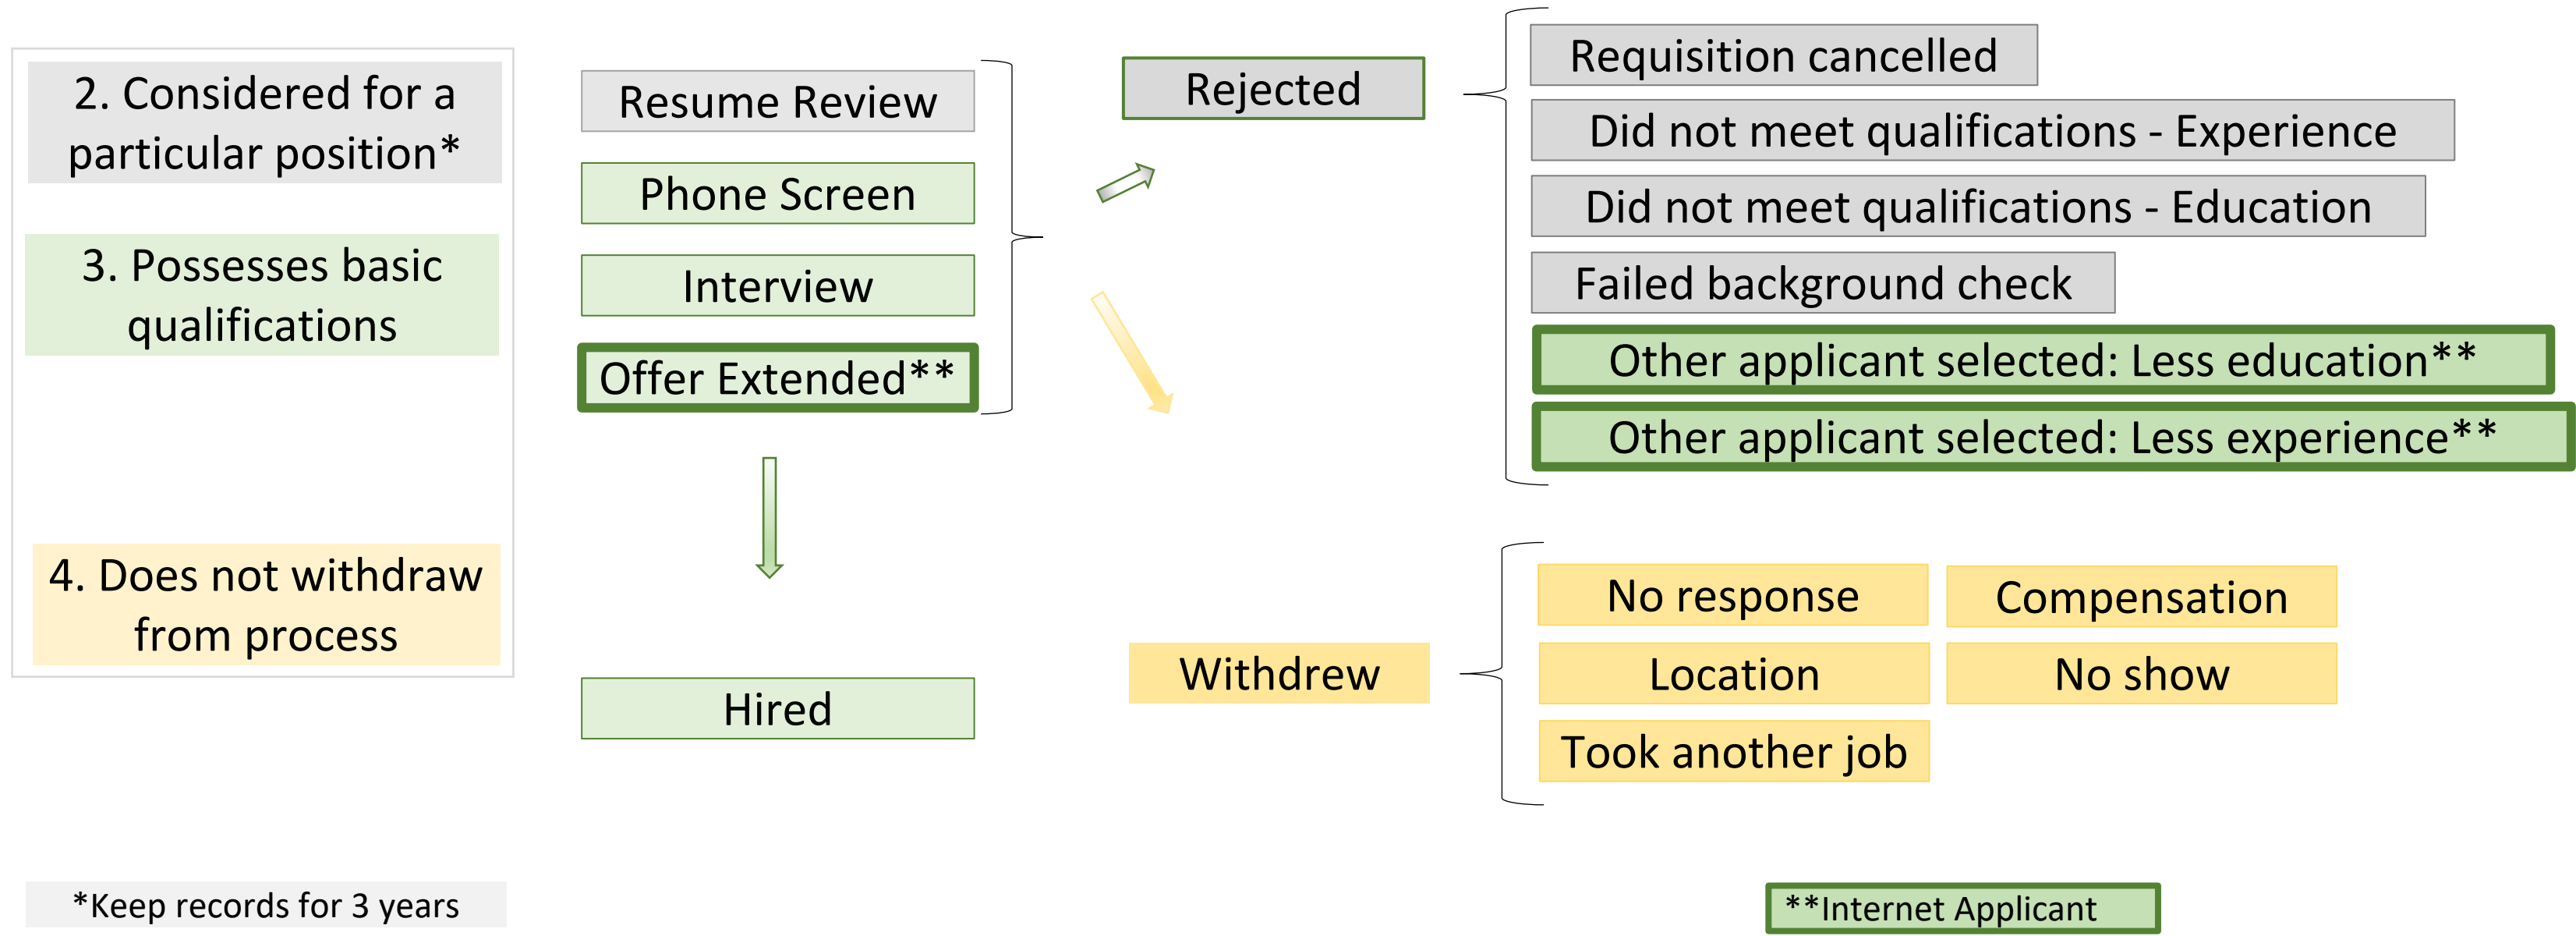 2. Considered for a
particular position*
3. Possesses basic
qualifications
4. Does not withdraw
from process
*Keep records for 3 years
Resume Review
Phone Screen
Interview
Offer Extended**
Hired
Rejected
Requisition cancelled
Did not meet qualifications - Experience
Did not meet qualifications - Education
Failed background check
Other applicant selected: Less education**
Other applicant selected: Less experience**
Withdrew
No response
Compensation
Location
No show
Took another job
**Internet Applicant